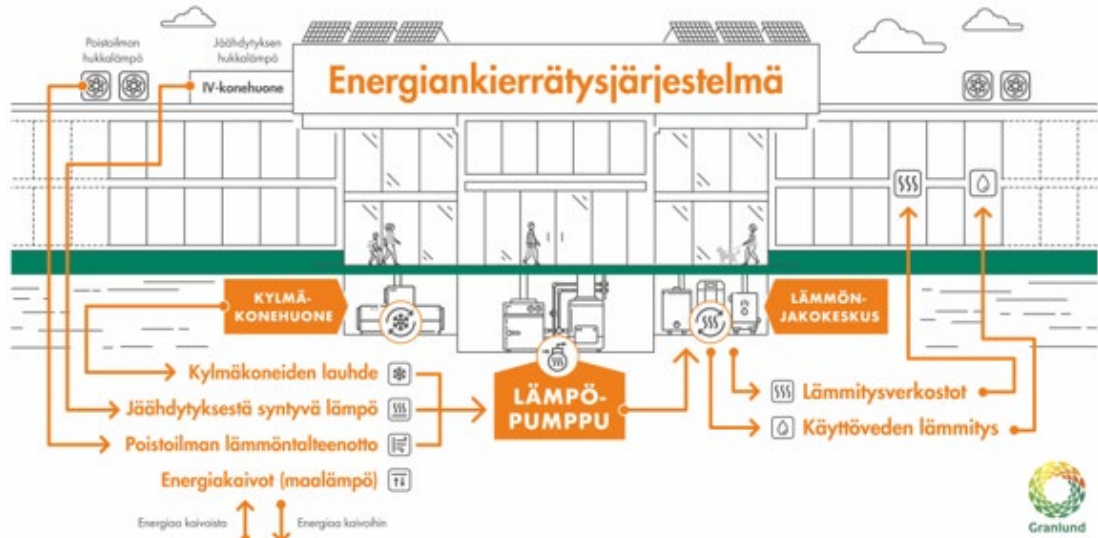 Poistoilman
hukkalämpö
Jäähdytyksen
hukkalämpö
IV-konehuone
Energiankierrätysjärjestelmä
KYLMÄ-
KONEHUONE
LÄMMÖN-
JAKOKESKUS
Kylmäkoneiden lauhde
Jäähdytyksestä syntyvä lämpö
Poistoilman lämmöntalteenotto
Energiakaivot (maalämpö)
Energiaa kaivoista
Energiaa kaivoihin
LÄMPÖ-
PUMPPU
Lämmitysverkostot
Käyttöveden lämmitys
Granlund